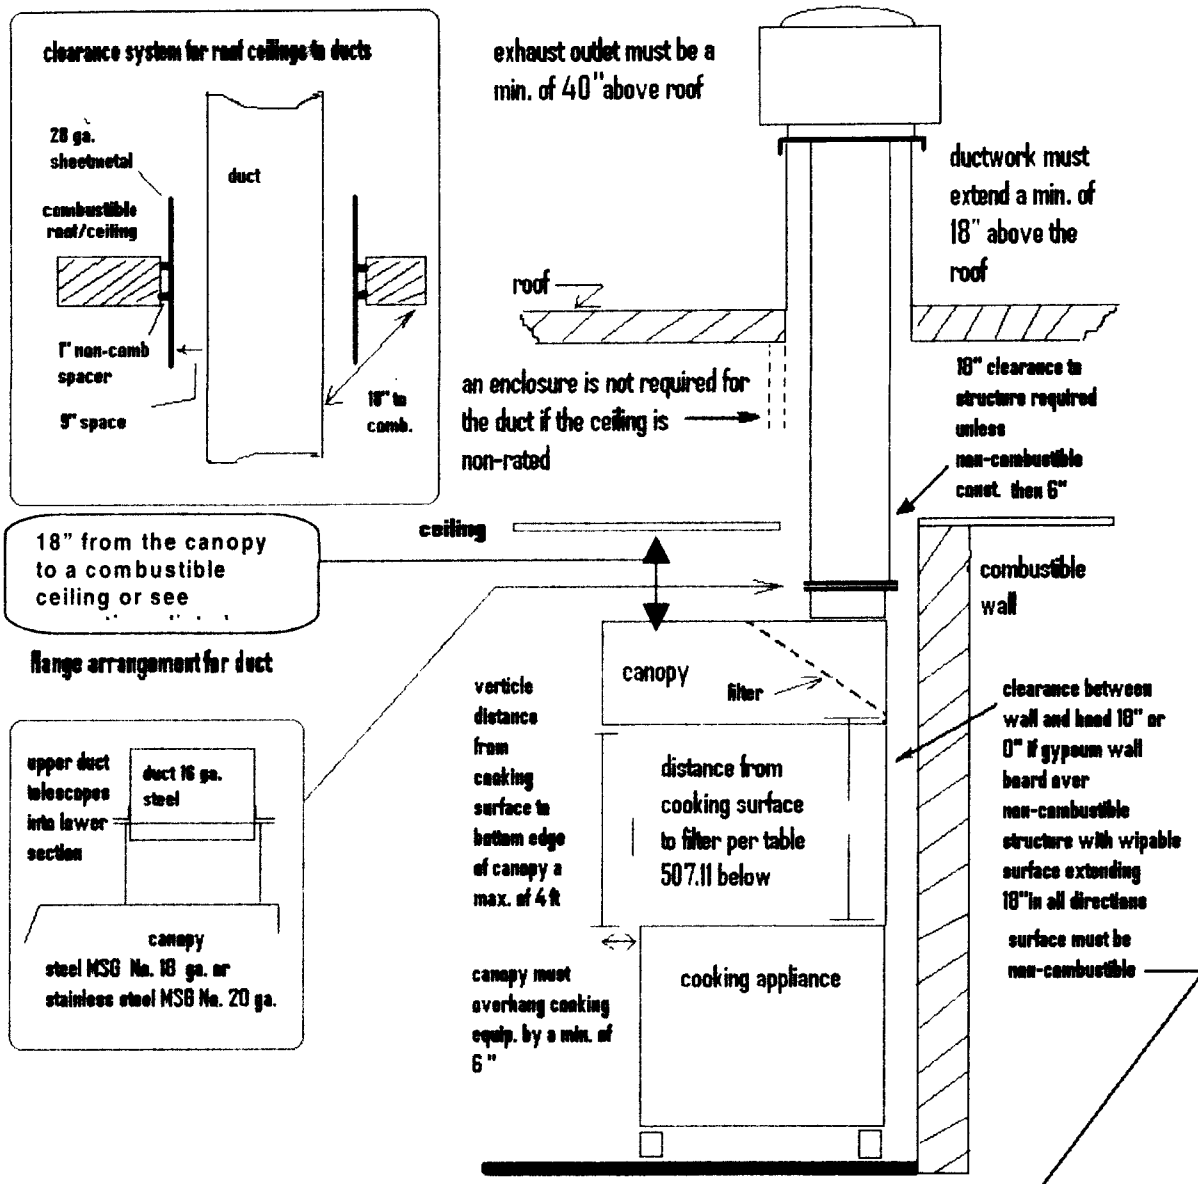 clearance system for roof ceilings to ducts
28 ga.
sheetmetal
duct
combustible
roof/ceiling
1" non-comb
spacer
9" space
18" to
comb.
exhaust outlet must be a
min. of 40" above roof
ductwork must
extend a min. of
18" above the
roof
roof
an enclosure is not required for
the duct if the ceiling is
non-rated
18" clearance to
structure required
unless
non-combustible
const. then 6"
ceiling
18" from the canopy
to a combustible
ceiling or see
combustible
wall
flange arrangement for duct
upper duct
telescopes
into lower
section
duct 16 ga.
steel
canopy
steel MSG No. 18 ga. or
stainless steel MSG No. 20 ga.
canopy
filter
verticle
distance
from
cooking
surface to
bottom edge
of canopy a
max. of 4 ft
distance from
cooking surface
to filter per table
507.11 below
clearance between
wall and hood 18" or
0" if gypsum wall
board over
non-combustible
structure with wipable
surface extending
18" in all directions
surface must be
non-combustible
canopy must
overhang cooking
equip. by a min. of
6"
cooking appliance